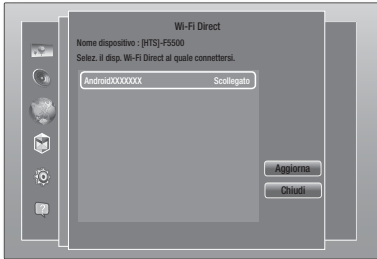 Wi-Fi Direct
Nome dispositivo : [HTS]-F5500
Selez. il disp. Wi-Fi Direct al quale connettersi.
AndroidXXXXXXX Scollegato
Aggiorna
Chiudi